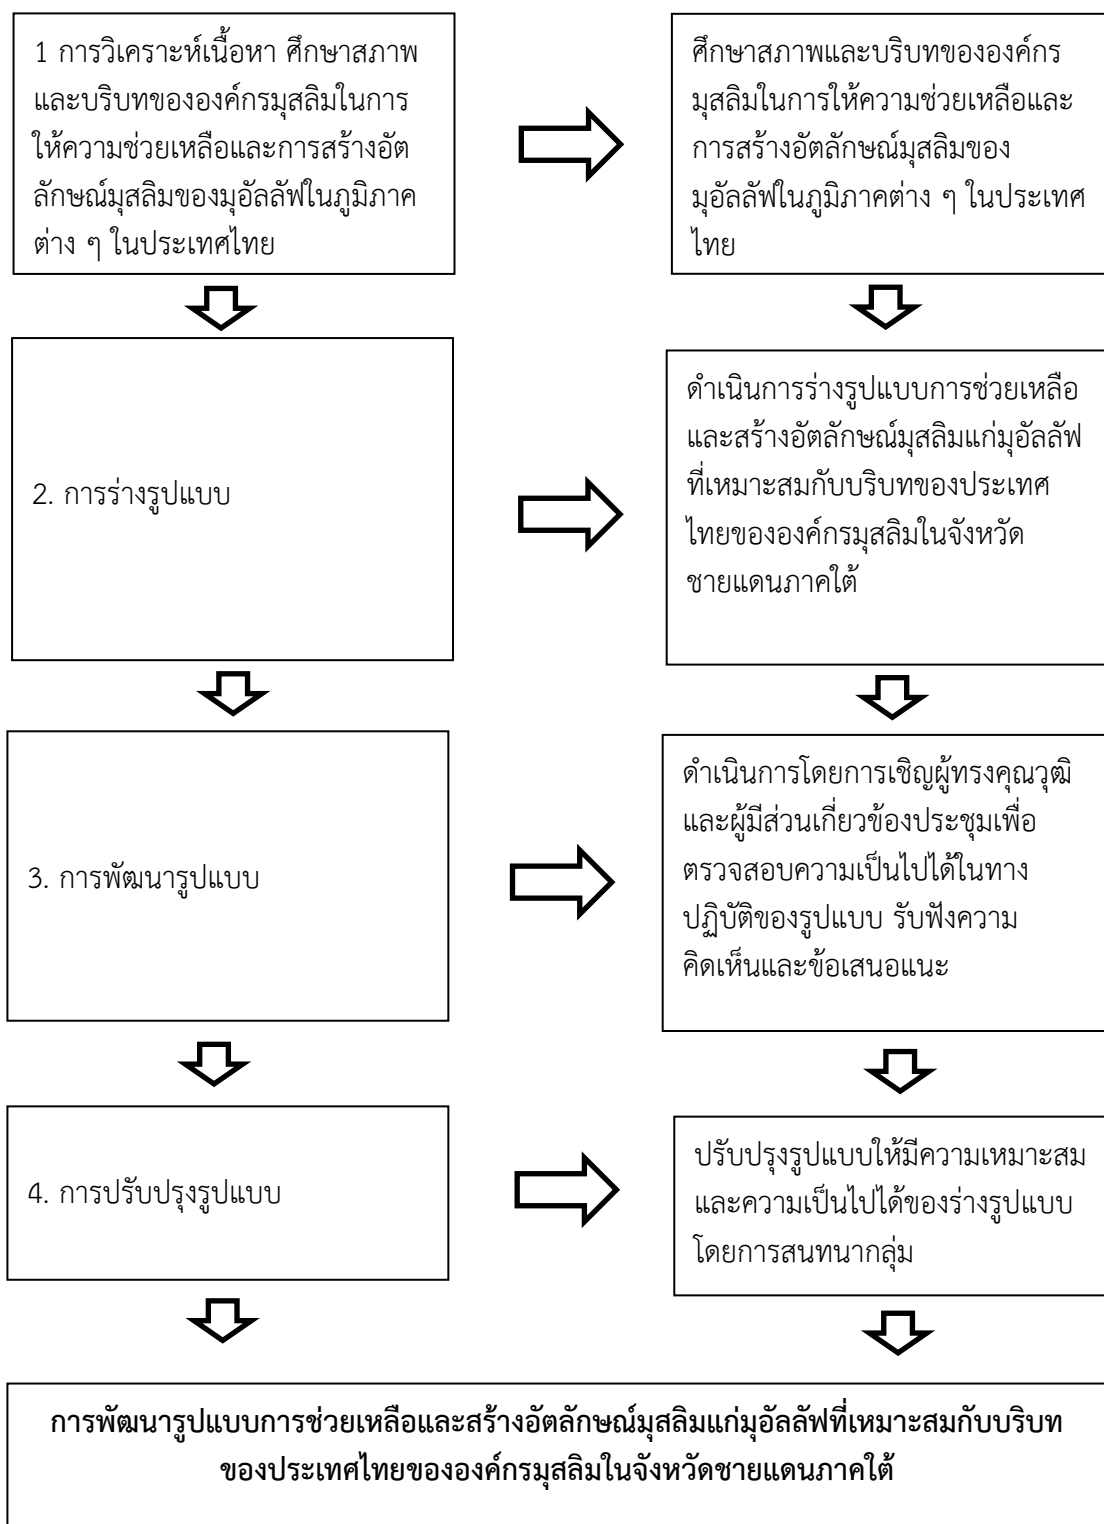 1 การวิเคราะห์เนื้อหา ศึกษาสภาพ
และบริบทขององค์กรมุสลิมในการ
ให้ความช่วยเหลือและการสร้างอัต
ลักษณ์มุสลิมของมุอัลลัฟในภูมิภาค
ต่าง ๆ ในประเทศไทย
ศึกษาสภาพและบริบทขององค์กร
มุสลิมในการให้ความช่วยเหลือและ
การสร้างอัตลักษณ์มุสลิมของ
มุอัลลัฟในภูมิภาคต่าง ๆ ในประเทศ
ไทย
2. การร่างรูปแบบ
ดำเนินการร่างรูปแบบการช่วยเหลือ
และสร้างอัตลักษณ์มุสลิมแก่มุอัลลัฟ
ที่เหมาะสมกับบริบทของประเทศ
ไทยขององค์กรมุสลิมในจังหวัด
ชายแดนภาคใต้
3. การพัฒนารูปแบบ
ดำเนินการโดยการเชิญผู้ทรงคุณวุฒิ
และผู้มีส่วนเกี่ยวข้องประชุมเพื่อ
ตรวจสอบความเป็นไปได้ในทาง
ปฏิบัติของรูปแบบ รับฟังความ
คิดเห็นและข้อเสนอแนะ
4. การปรับปรุงรูปแบบ
ปรับปรุงรูปแบบให้มีความเหมาะสม
และความเป็นไปได้ของร่างรูปแบบ
โดยการสนทนากลุ่ม
การพัฒนารูปแบบการช่วยเหลือและสร้างอัตลักษณ์มุสลิมแก่มุอัลลัฟที่เหมาะสมกับบริบท
ของประเทศไทยขององค์กรมุสลิมในจังหวัดชายแดนภาคใต้